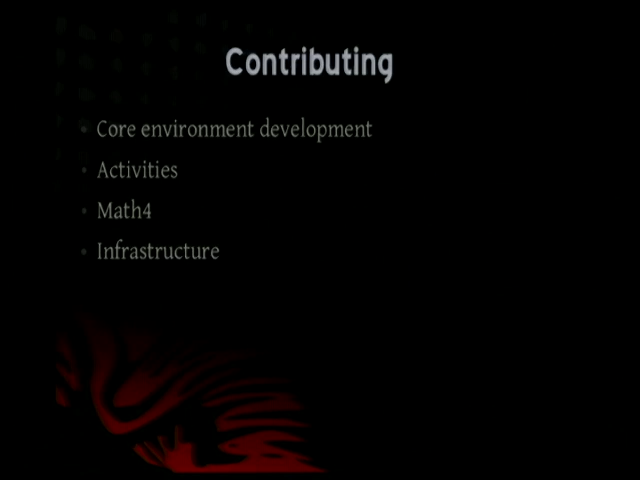 Contributing
• Core environment development
• Activities
• Math4
• Infrastructure